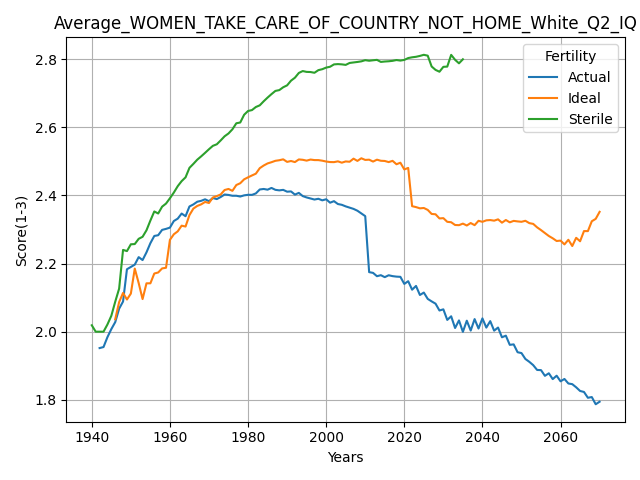 Average_WOMEN_TAKE_CARE_OF_COUNTRY_NOT_HOME_White_Q2_IQ
Fertility
Actual
Ideal
Sterile
Score(1-3)
2.8
2.6
2.4
2.2
2.0
1.8
1940 1960 1980 2000 2020 2040 2060
Years